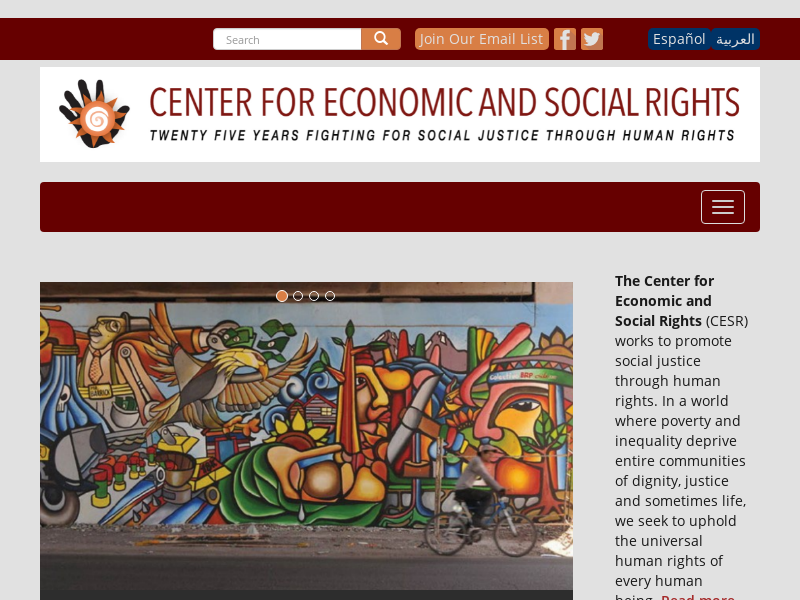 Search
Join Our Email List
Español
العربية
CENTER FOR ECONOMIC AND SOCIAL RIGHTS
TWENTY FIVE YEARS FIGHTING FOR SOCIAL JUSTICE THROUGH HUMAN RIGHTS
The Center for
Economic and
Social Rights (CESR)
works to promote
social justice
through human
rights. In a world
where poverty and
inequality deprive
entire communities
of dignity, justice
and sometimes life,
we seek to uphold
the universal
human rights of
every human
being. Read more